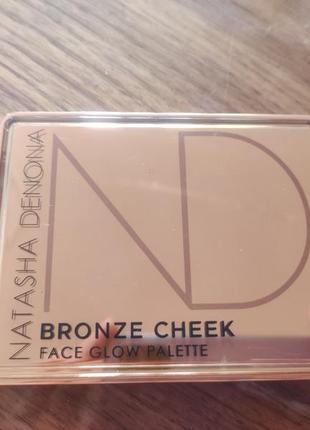 NATASHA DENONA
ND
BRONZE CHEEK
FACE GLOW PALETTE